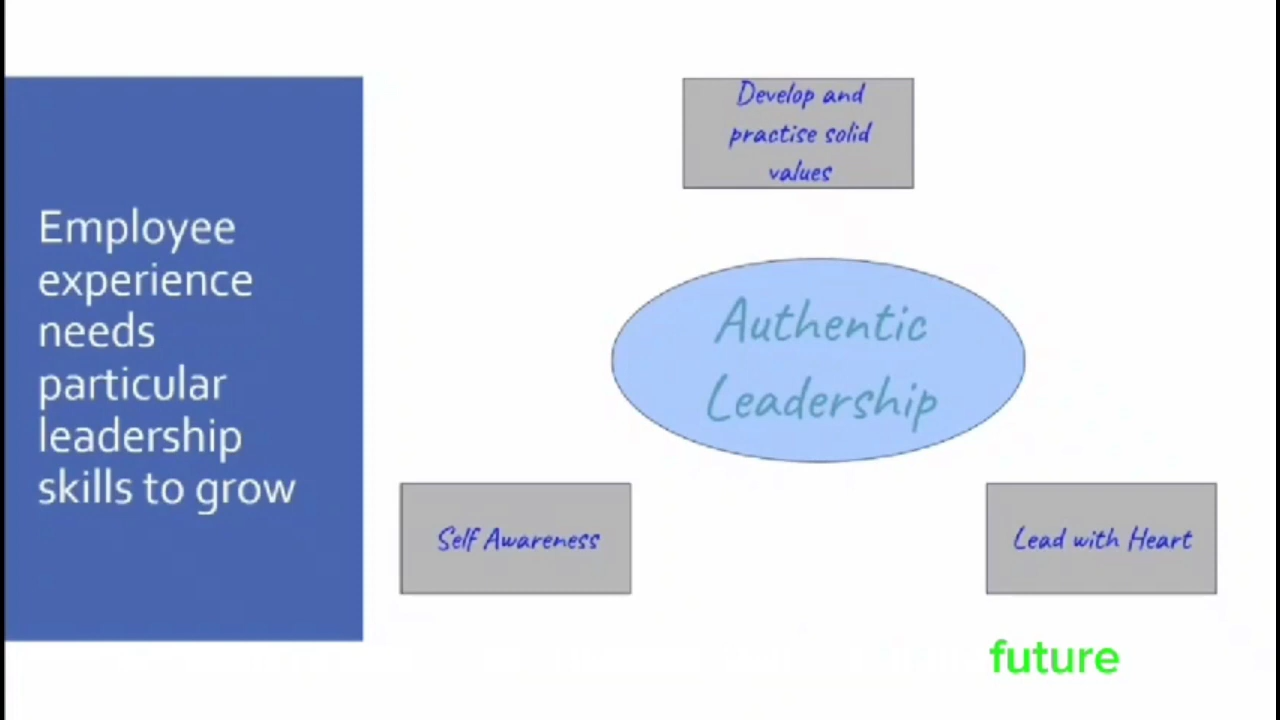 Employee
experience
needs
particular
leadership
skills to grow
Develop and
practise solid
values
Authentic
Leadership
Self Awareness
Lead with Heart
future